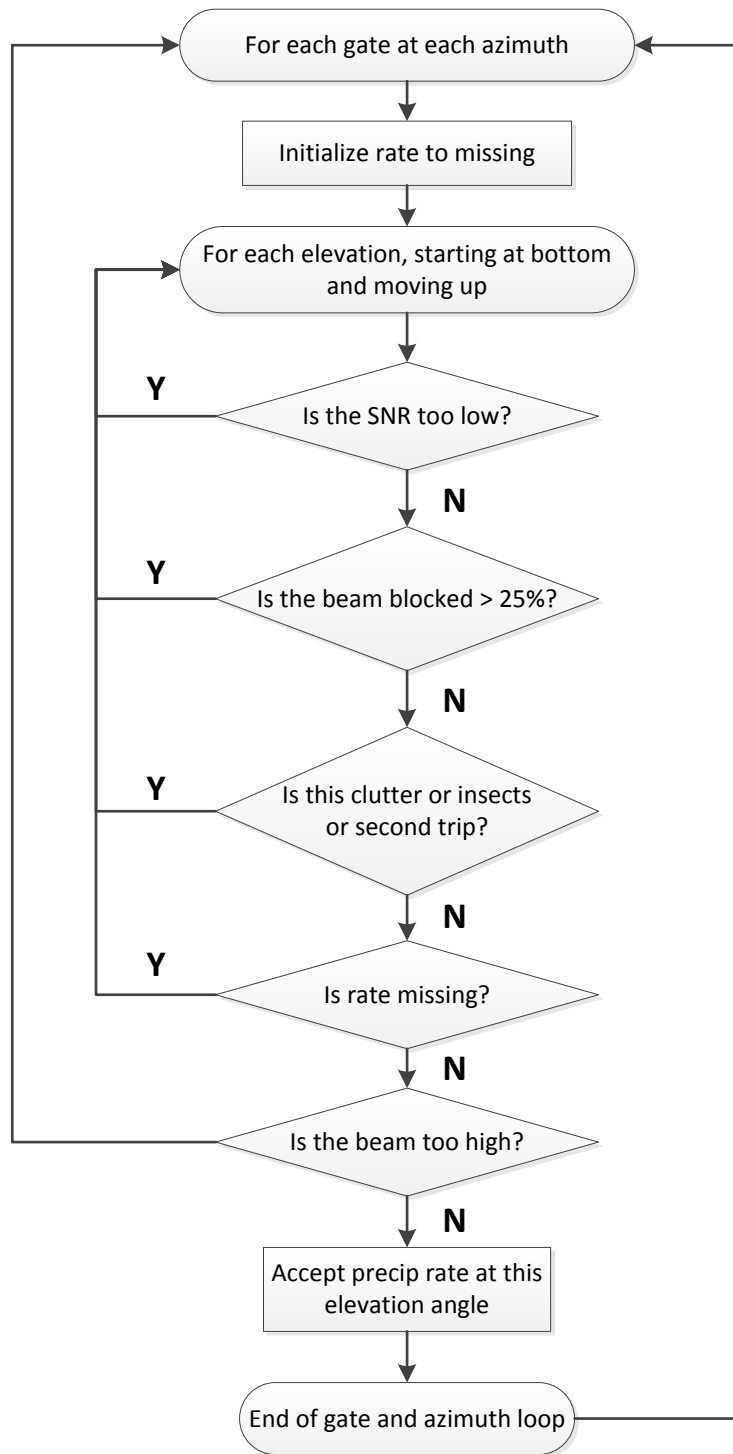 For each gate at each azimuth
Initialize rate to missing
For each elevation, starting at bottom
and moving up
Y
Is the SNR too low?
N
Y
Is the beam blocked > 25%?
N
Y
Is this clutter or insects
or second trip?
N
Y
Is rate missing?
N
Is the beam too high?
N
Accept precip rate at this
elevation angle
End of gate and azimuth loop